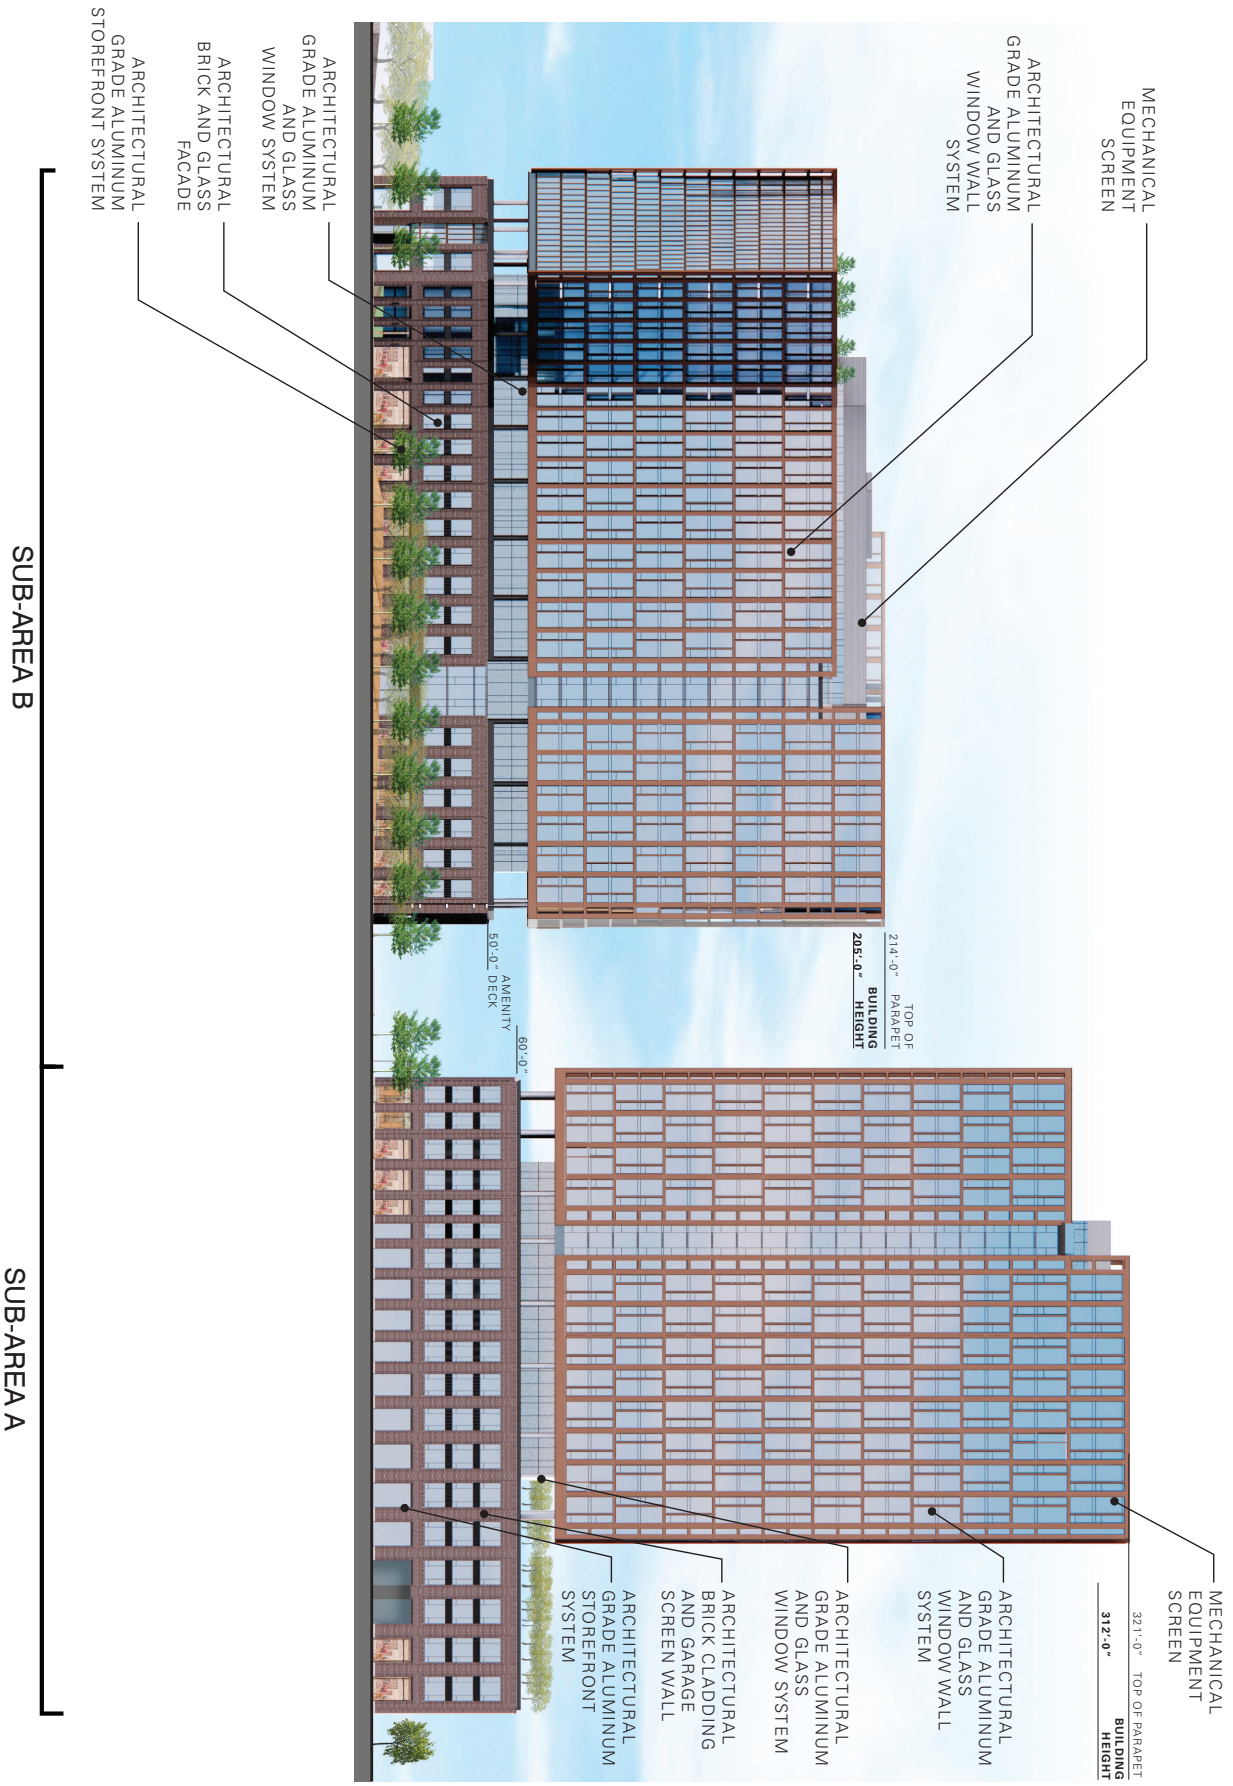 MECHANICAL
EQUIPMENT
SCREEN
ARCHITECTURAL
GRADE ALUMINUM
AND GLASS
WINDOW WALL
SYSTEM
ARCHITECTURAL
GRADE ALUMINUM
AND GLASS
WINDOW SYSTEM
ARCHITECTURAL
BRICK AND GLASS
FACADE
ARCHITECTURAL
GRADE ALUMINUM
STOREFRONT SYSTEM
TOP OF
214'-0" PARAPET
BUILDING
205'-0" HEIGHT
AMENITY
50'-0" DECK
60'-0"
MECHANICAL
EQUIPMENT
SCREEN
321'-0" TOP OF PARAPET
BUILDING
312'-0" HEIGHT
ARCHITECTURAL
GRADE ALUMINUM
AND GLASS
WINDOW WALL
SYSTEM
ARCHITECTURAL
GRADE ALUMINUM
AND GLASS
WINDOW SYSTEM
ARCHITECTURAL
BRICK CLADDING
AND GARAGE
SCREEN WALL
ARCHITECTURAL
GRADE ALUMINUM
STOREFRONT
SYSTEM
SUB-AREA B
SUB-AREA A